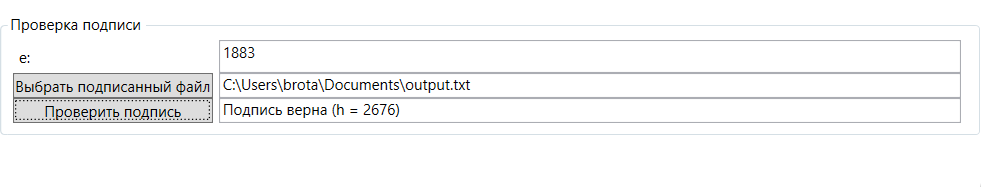 Проверка подписи
e:
1883
Выбрать подписанный файл
C:\Users\brota\Documents\output.txt
Проверить подпись
Подпись верна (h = 2676)